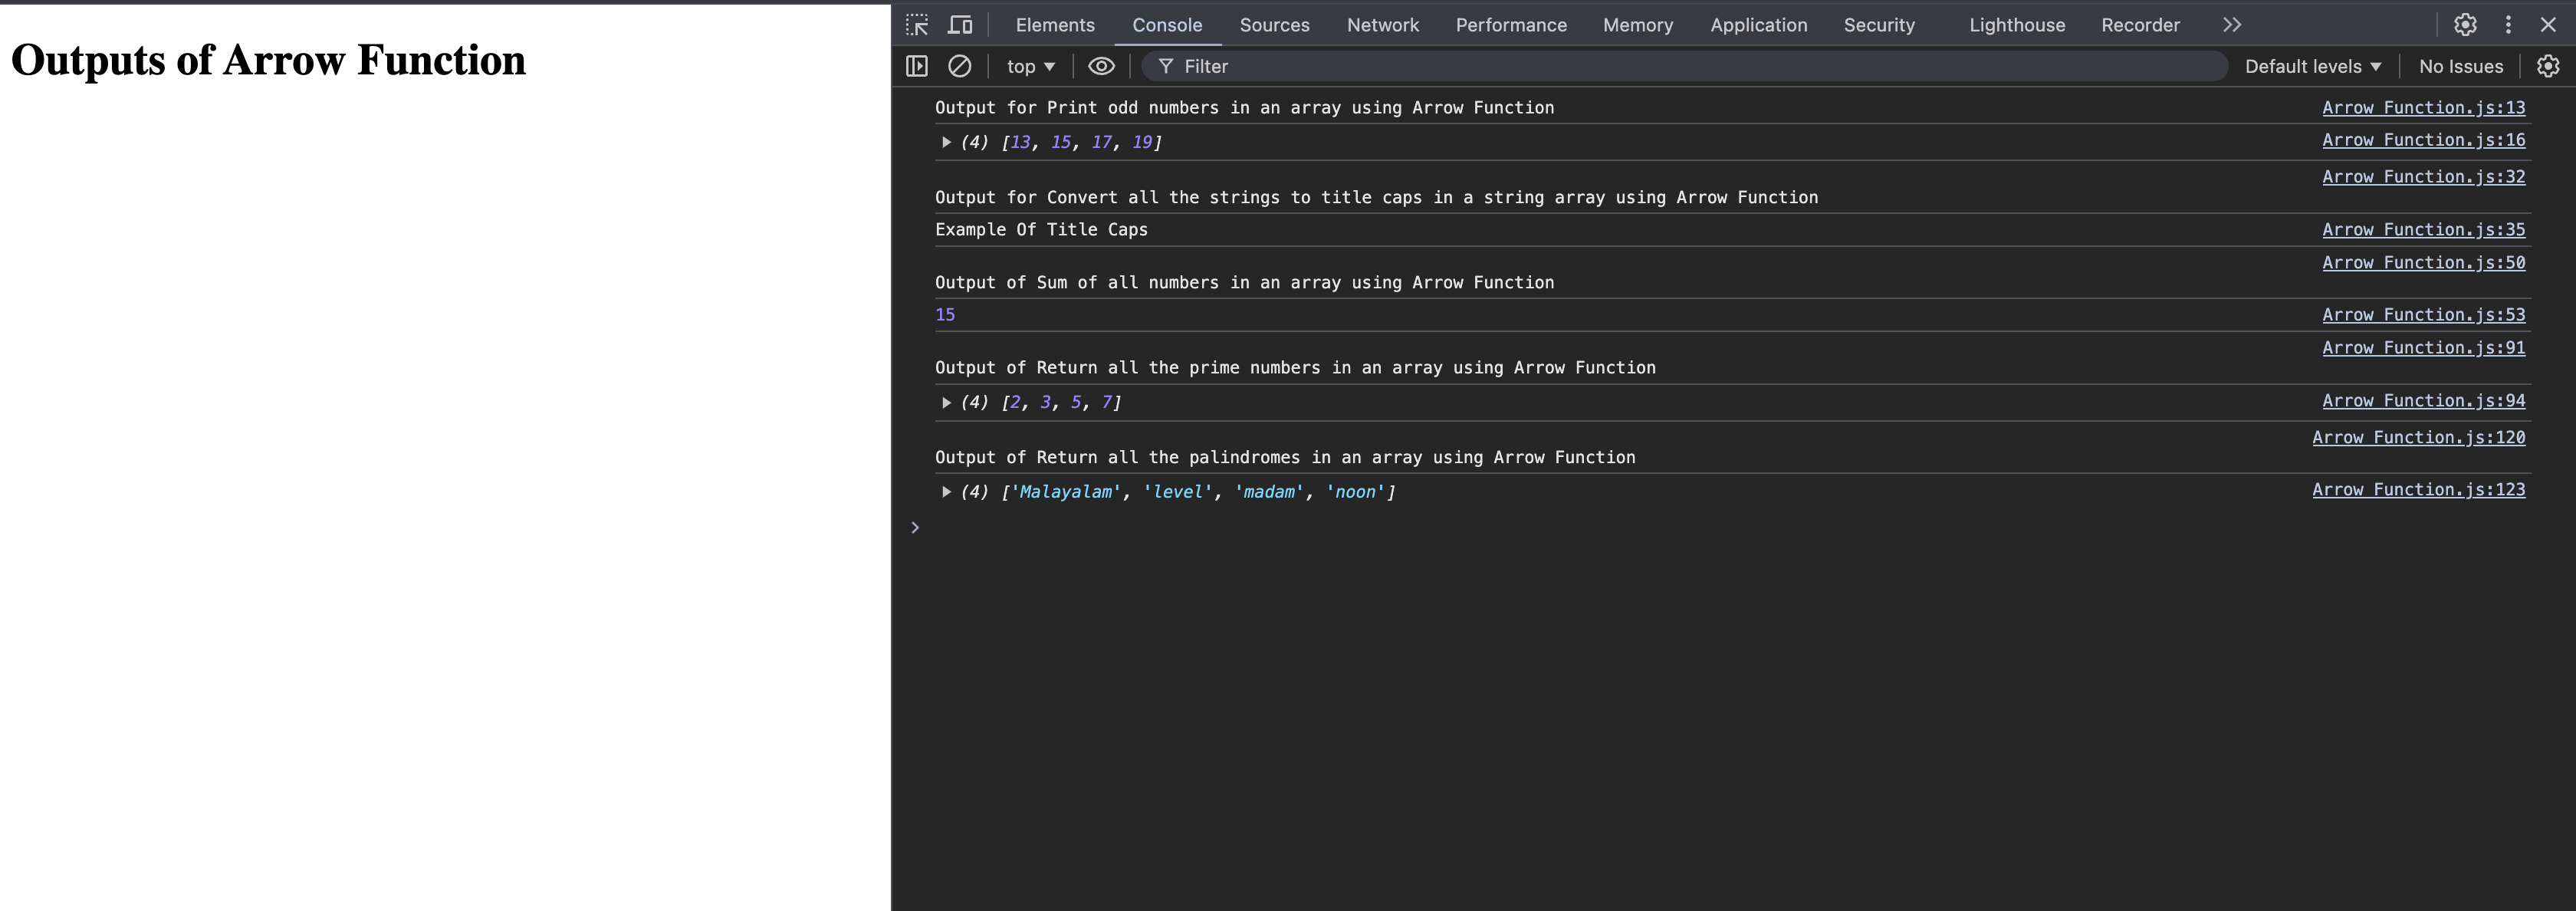 Outputs of Arrow Function
Elements Console Sources Network Performance Memory Application Security Lighthouse Recorder
top Filter Default levels No Issues
Output for Print odd numbers in an array using Arrow Function Arrow Function.js:13
(4) [13, 15, 17, 19] Arrow Function.js:16
Arrow Function.js:32
Output for Convert all the strings to title caps in a string array using Arrow Function
Example Of Title Caps Arrow Function.js:35
Arrow Function.js:50
Output of Sum of all numbers in an array using Arrow Function
15 Arrow Function.js:53
Arrow Function.js:91
Output of Return all the prime numbers in an array using Arrow Function
(4) [2, 3, 5, 7] Arrow Function.js:94
Arrow Function.js:120
Output of Return all the palindromes in an array using Arrow Function
(4) ['Malayalam', 'level', 'madam', 'noon'] Arrow Function.js:123